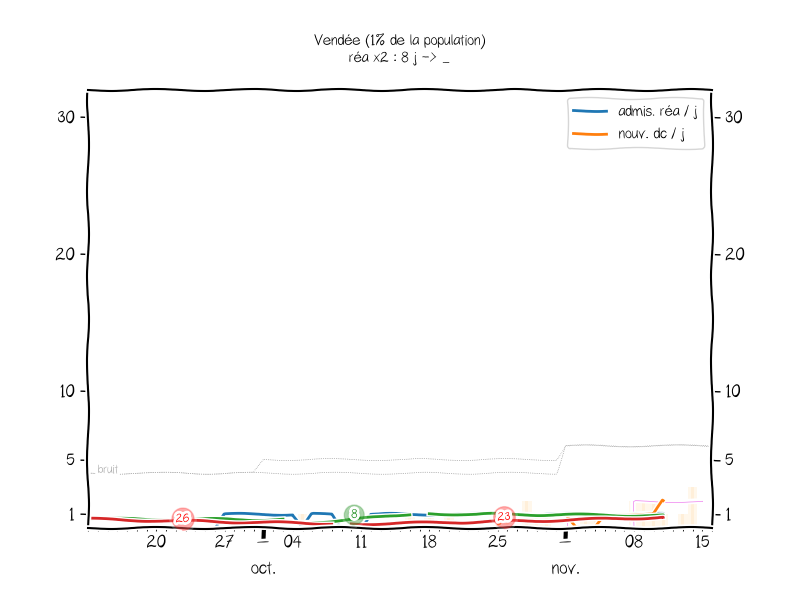 Vendée (1% de la population)
réa x2 : 8 j -> _
30
20
10
5
1
30
20
10
5
1
admis. réa / j
nouv. dc / j
bruit
26
8
23
20 27 04 11 18 25 08 15
oct. nov.